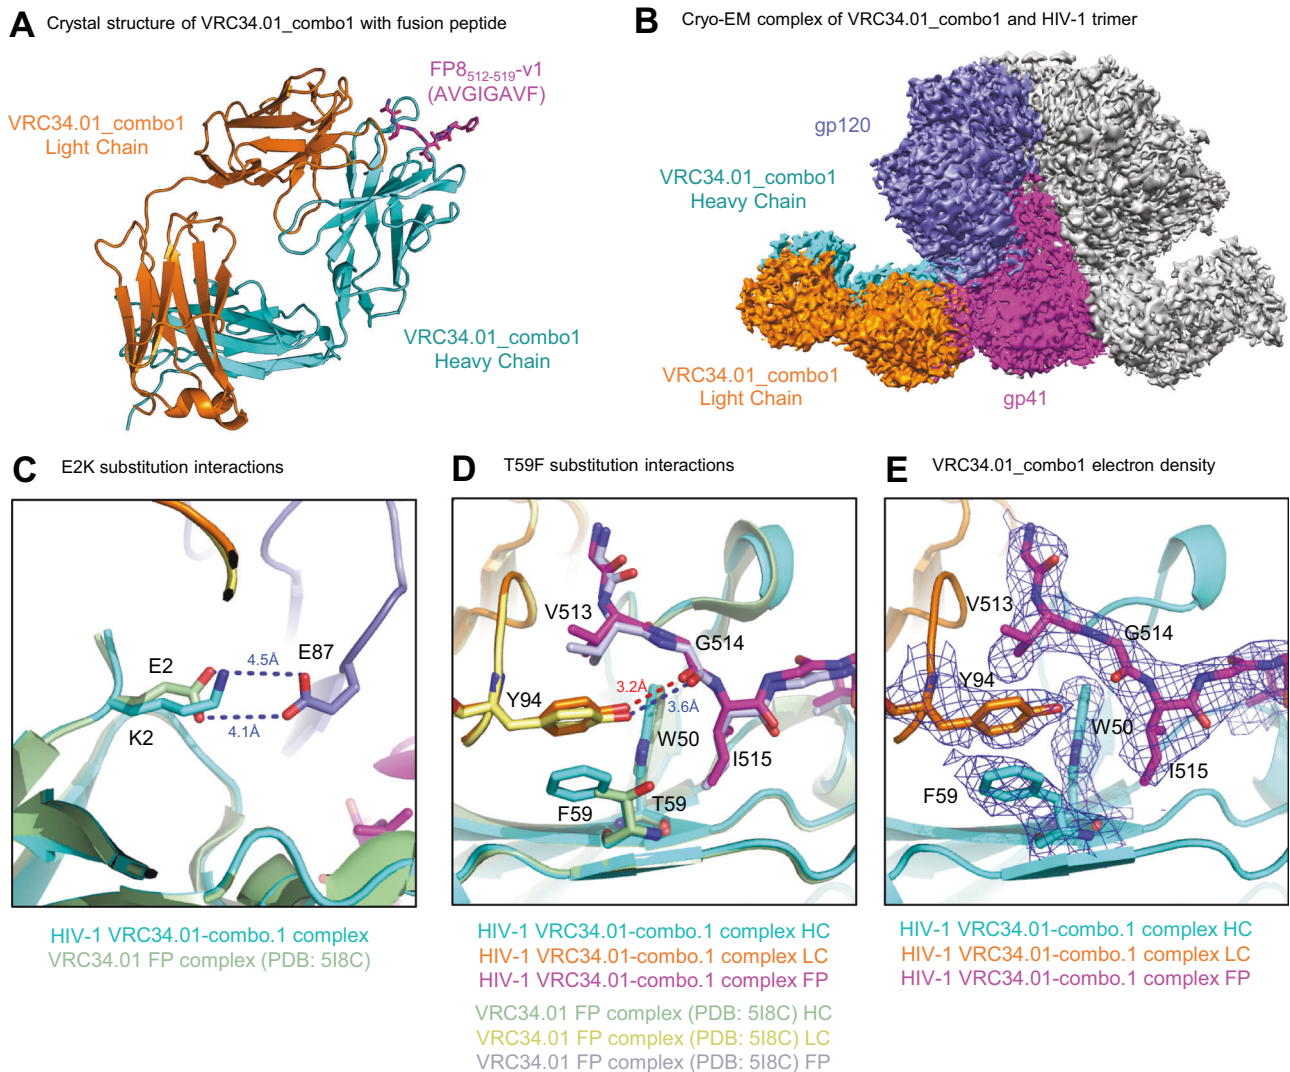 A Crystal structure of VRC34.01_combo1 with fusion peptide
FP8512-519-v1
(AVGIGAVF)
VRC34.01_combo1
Light Chain
VRC34.01_combo1
Heavy Chain
B Cryo-EM complex of VRC34.01_combo1 and HIV-1 trimer
gp120
VRC34.01_combo1
Heavy Chain
VRC34.01_combo1
Light Chain
gp41
C E2K substitution interactions
E2
4.5Å
E87
K2
4.1Å
HIV-1 VRC34.01-combo.1 complex
VRC34.01 FP complex (PDB: 5I8C)
D T59F substitution interactions
V513
G514
3.2Å
Y94
3.6Å
W50
I515
F59
T59
HIV-1 VRC34.01-combo.1 complex HC
HIV-1 VRC34.01-combo.1 complex LC
HIV-1 VRC34.01-combo.1 complex FP
VRC34.01 FP complex (PDB: 5I8C) HC
VRC34.01 FP complex (PDB: 5I8C) LC
VRC34.01 FP complex (PDB: 5I8C) FP
E VRC34.01_combo1 electron density
V513
G514
Y94
W50
I515
F59
HIV-1 VRC34.01-combo.1 complex HC
HIV-1 VRC34.01-combo.1 complex LC
HIV-1 VRC34.01-combo.1 complex FP